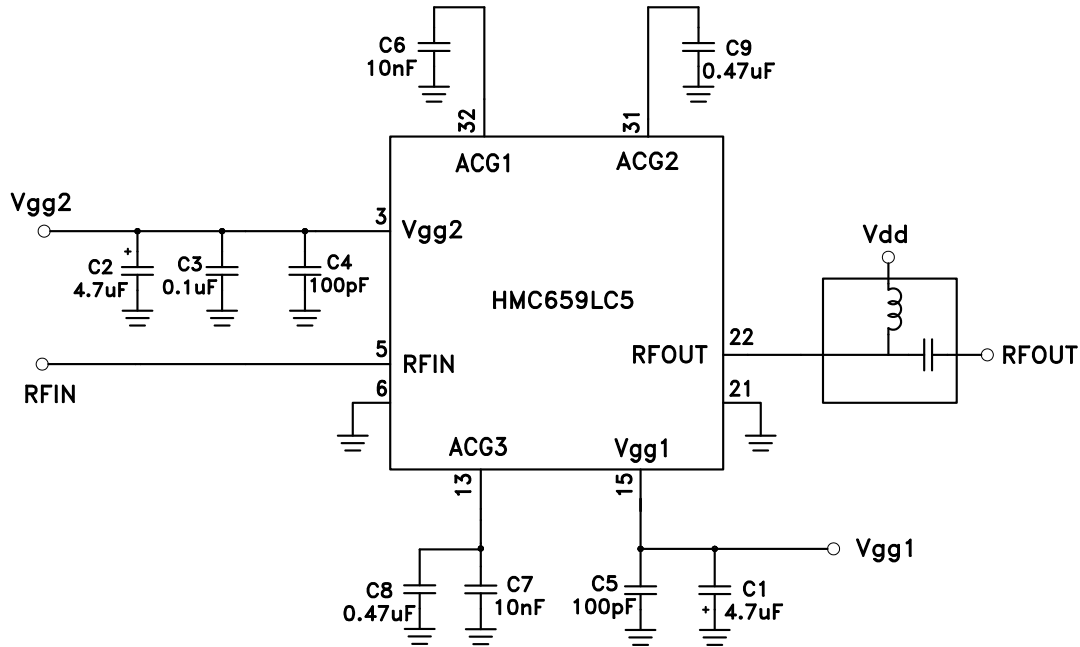 C6
10nF
C9
0.47uF
32
31
ACG1
ACG2
Vgg2
3
Vgg2
+
C2
4.7uF
C3
0.1uF
C4
100pF
Vdd
HMC659LC5
RFOUT
22
RFOUT
5
RFIN
RFIN
6
21
ACG3
Vgg1
13
15
Vgg1
C8
0.47uF
C7
10nF
C5
100pF
C1
+
4.7uF